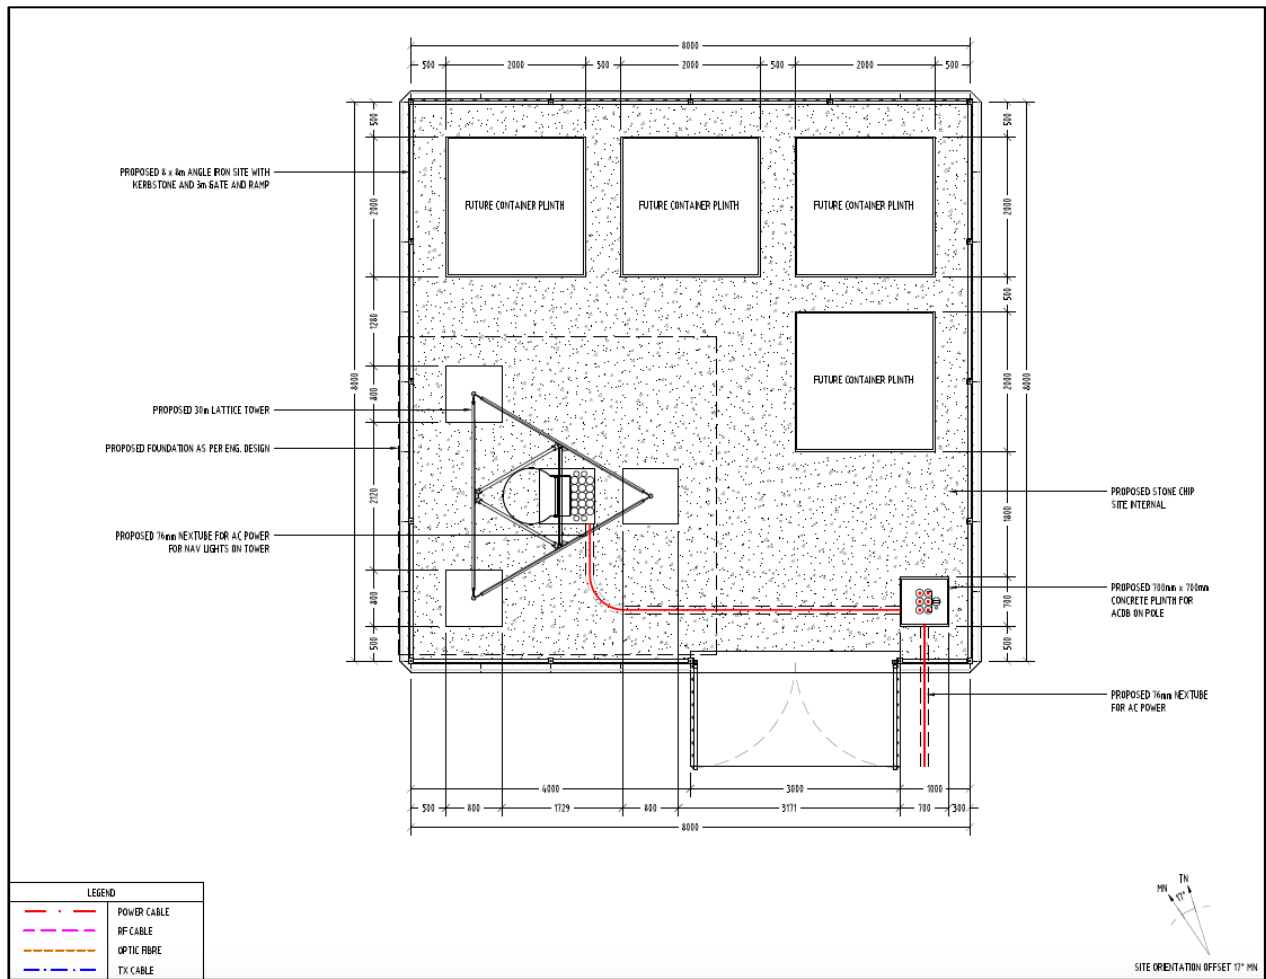 8000
500 2000 500 2000 500 2000 500
500
2000
1280
800
2120
800
500
8000
500
2000
500
2000
1800
700
500
8000
PROPOSED 8 x 8m ANGLE IRON SITE WITH
KERBSTONE AND 3m GATE AND RAMP
FUTURE CONTAINER PLINTH
FUTURE CONTAINER PLINTH
FUTURE CONTAINER PLINTH
FUTURE CONTAINER PLINTH
PROPOSED 30m LATTICE TOWER
PROPOSED FOUNDATION AS PER ENG. DESIGN
PROPOSED 76mm NEXTUBE FOR AC POWER
FOR NAV LIGHTS ON TOWER
PROPOSED STONE CHIP
SITE INTERNAL
PROPOSED 700mm x 700mm
CONCRETE PLINTH FOR
ACDB ON POLE
PROPOSED 76mm NEXTUBE
FOR AC POWER
4000 3000 1000
500 800 1729 800 3171 700 300
8000
LEGEND
POWER CABLE
RF CABLE
OPTIC FIBRE
TX CABLE
TN
MN
17°
SITE ORIENTATION OFFSET 17° MN